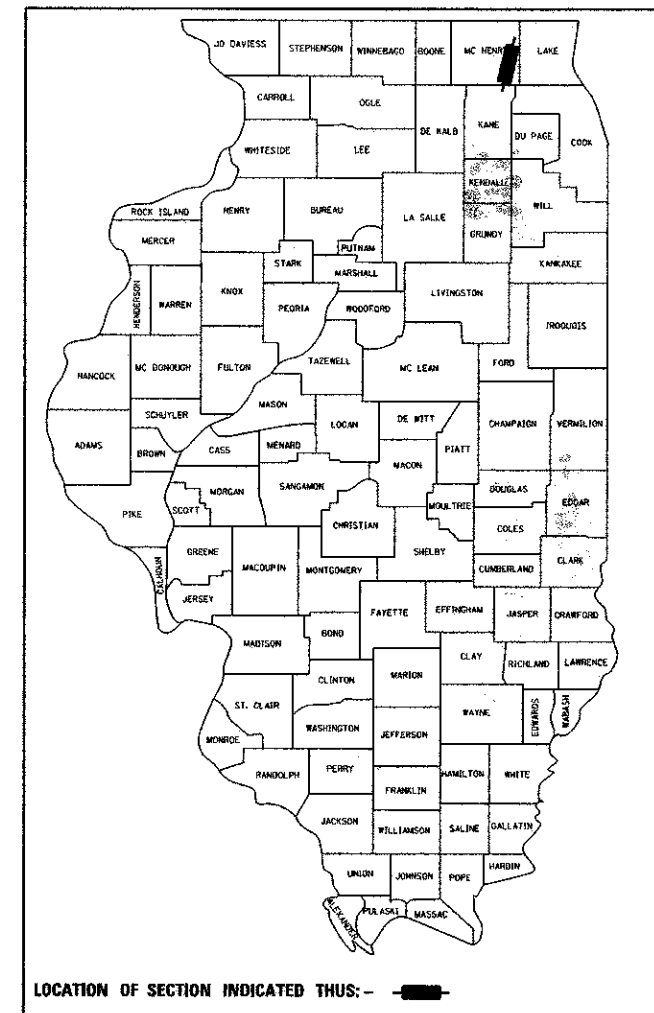 JO DAVIESS STEPHENSON WINNEBAGO BOONE MC HENRY LAKE
CARROLL OGLE DE KALB KANE DU PAGE COOK
WHITESIDE LEE KENDALL WILL
ROCK ISLAND HENRY BUREAU LA SALLE GRUNDY
MERCER STARK PUTNAM KANKAKEE
MARSHALL
HENDERSON WARREN KNOX PEORIA WOODFORD LIVINGSTON IROQUOIS
HANCOCK MC DONOUGH FULTON TAZEWELL MC LEAN FORD
SCHUYLER MASON LOGAN DE WITT CHAMPAIGN VERMILION
ADAMS BROWN CASS MENARD MACON PIATT
PIKE SCOTT MORGAN SANGAMON CHRISTIAN MOULTRIE DOUGLAS EDGAR
COLES
CALHOUN GREENE MACOUPIN MONTGOMERY SHELBY CUMBERLAND CLARK
JERSEY FAYETTE EFFINGHAM JASPER CRAWFORD
MADISON BOND CLAY RICHLAND LAWRENCE
CLINTON MARION
ST. CLAIR WASHINGTON JEFFERSON WAYNE EDWARDS WABASH
MONROE
RANDOLPH PERRY FRANKLIN HAMILTON WHITE
JACKSON WILLIAMSON SALINE GALLATIN
UNION JOHNSON POPE HARDIN
ALEXANDER PULASKI MASSAC
LOCATION OF SECTION INDICATED THUS: -